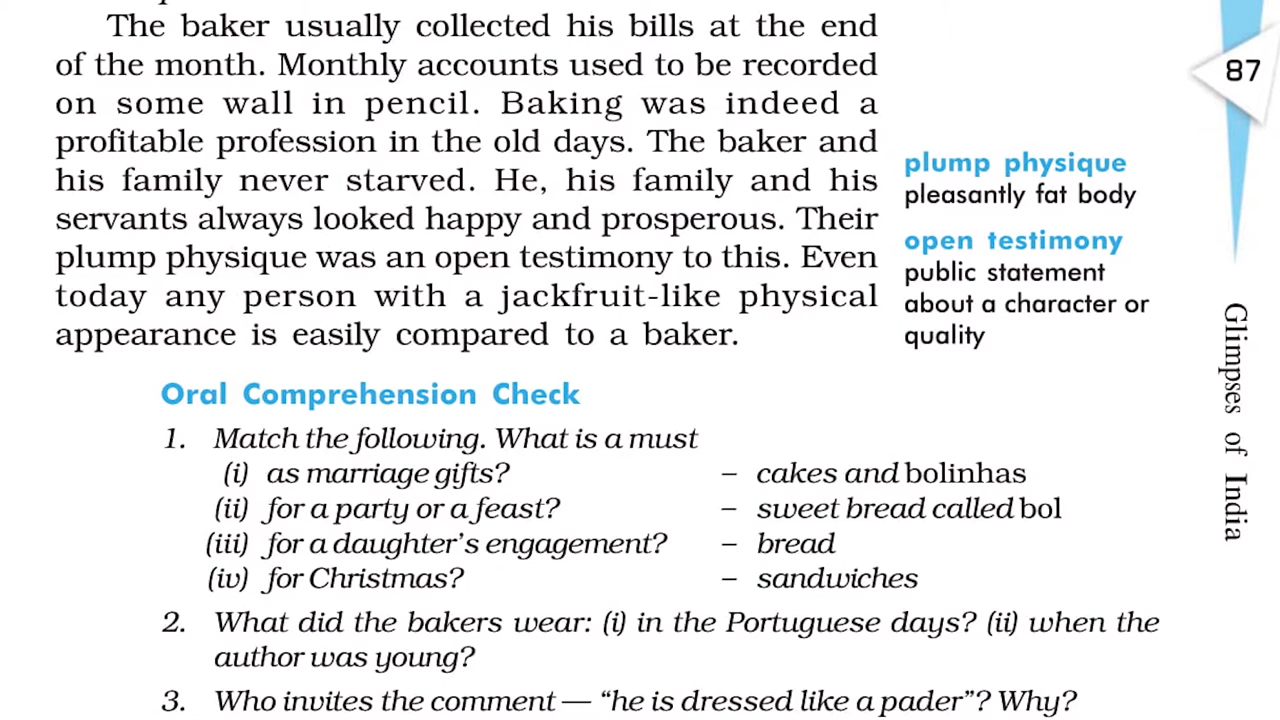 The baker usually collected his bills at the end
of the month. Monthly accounts used to be recorded
on some wall in pencil. Baking was indeed a
profitable profession in the old days. The baker and
his family never starved. He, his family and his
servants always looked happy and prosperous. Their
plump physique was an open testimony to this. Even
today any person with a jackfruit-like physical
appearance is easily compared to a baker.
87
plump physique
pleasantly fat body
open testimony
public statement
about a character or
quality
Glimpses of India
Oral Comprehension Check
1. Match the following. What is a must
(i) as marriage gifts? – cakes and bolinhas
(ii) for a party or a feast? – sweet bread called bol
(iii) for a daughter's engagement? – bread
(iv) for Christmas? – sandwiches
2. What did the bakers wear: (i) in the Portuguese days? (ii) when the
author was young?
3. Who invites the comment — "he is dressed like a pader"? Why?